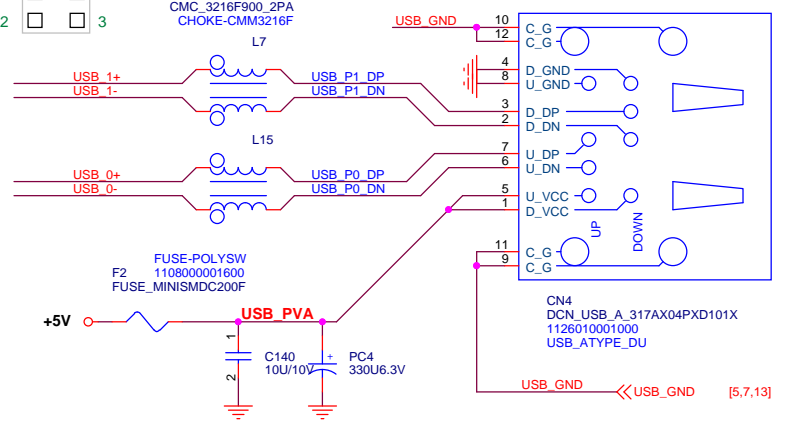 CMC_3216F900_2PA
CHOKE-CMM3216F
2
3
L7
USB_1+
USB_1-
USB_P1_DP
USB_P1_DN
L15
USB_0+
USB_0-
USB_P0_DP
USB_P0_DN
USB_GND
10
12
C_G
C_G
4
8
D_GND
U_GND
3
2
D_DP
D_DN
7
6
U_DP
U_DN
5
1
U_VCC
D_VCC
11
9
C_G
C_G
UP
DOWN
CN4
DCN_USB_A_317AX04PXD101X
1126010001000
USB_ATYPE_DU
FUSE-POLYSW
F2
1108000001600
FUSE_MINISMDC200F
+5V
USB_PVA
1
2
C140
10U/10V
+
PC4
330U6.3V
USB_GND
USB_GND
[5,7,13]